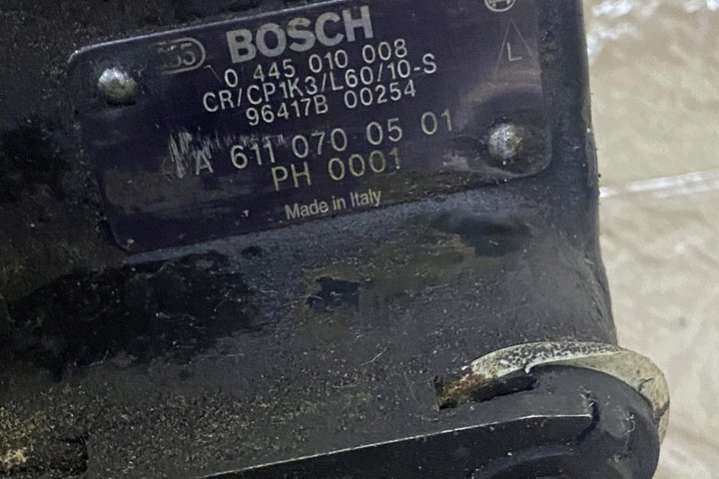 BOSCH
0 445 010 008
CR/CP1K3/L60/10-S
96417B 00254
A 611 070 05 01
PH 0001
Made in Italy
L